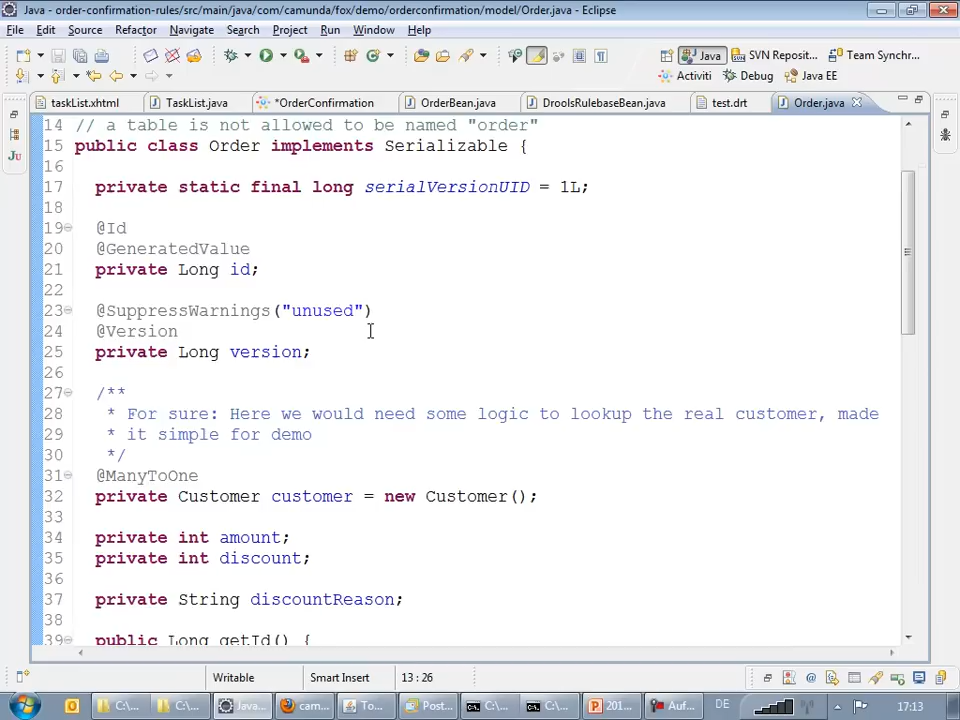 Java - order-confirmation-rules/src/main/java/com/camunda/fox/demo/orderconfirmation/model/Order.java - Eclipse
File Edit Source Refactor Navigate Search Project Run Window Help
Java SVN Reposit... Team Synchr...
Activiti Debug Java EE
taskList.xhtml TaskList.java *OrderConfirmation OrderBean.java DroolsRulebaseBean.java test.drt Order.java
14 // a table is not allowed to be named "order"
15 public class Order implements Serializable {
16
17 private static final long serialVersionUID = 1L;
18
19 @Id
20 @GeneratedValue
21 private Long id;
22
23 @SuppressWarnings("unused")
24 @Version
25 private Long version;
26
27 /**
28 * For sure: Here we would need some logic to lookup the real customer, made
29 * it simple for demo
30 */
31 @ManyToOne
32 private Customer customer = new Customer();
33
34 private int amount;
35 private int discount;
36
37 private String discountReason;
38
39 public Long getId() {
Writable Smart Insert 13 : 26
C:\... C:\... Java... cam... To... Post... C:\... C:\... 201... Auf... DE 17:13